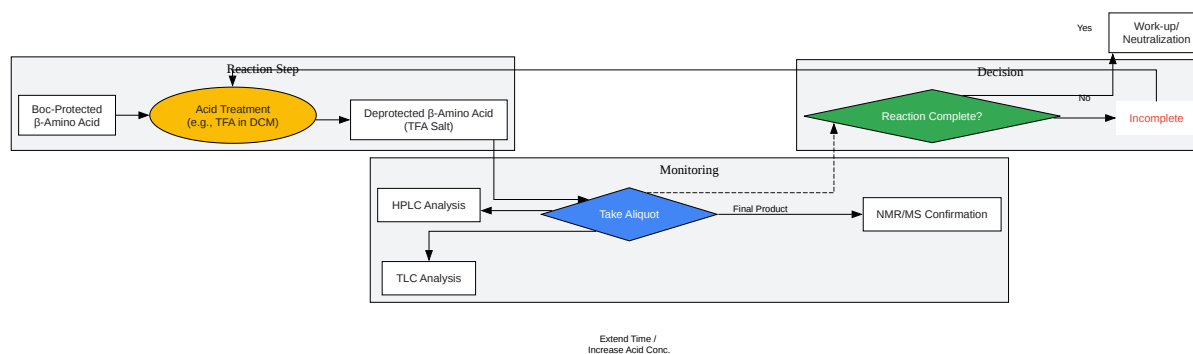 Yes
Work-up/
Neutralization
Reaction Step
Decision
Boc-Protected
β-Amino Acid
Acid Treatment
(e.g., TFA in DCM)
Deprotected β-Amino Acid
(TFA Salt)
Reaction Complete?
No
Incomplete
Monitoring
HPLC Analysis
Take Aliquot
Final Product
NMR/MS Confirmation
TLC Analysis
Extend Time /
Increase Acid Conc.